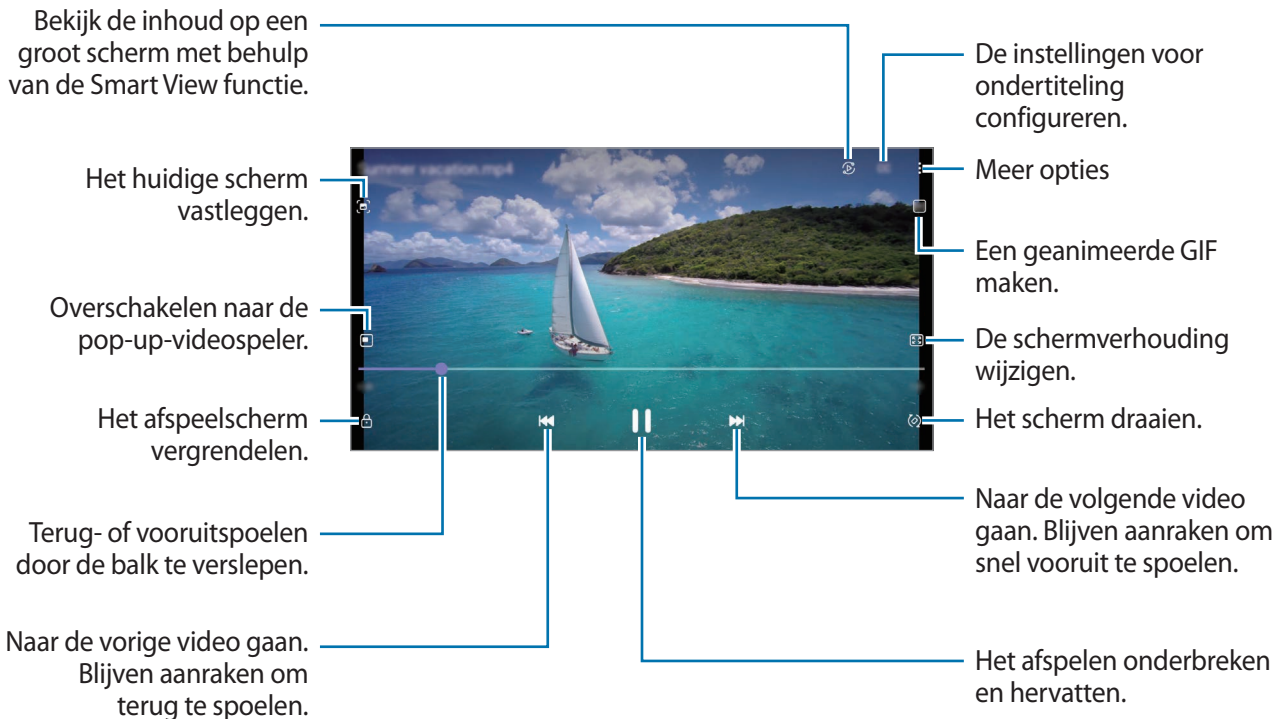 Bekijk de inhoud op een
groot scherm met behulp
van de Smart View functie.
Het huidige scherm
vastleggen.
Overschakelen naar de
pop-up-videospeler.
Het afspeelscherm
vergrendelen.
Terug- of vooruitspoelen
door de balk te verslepen.
Naar de vorige video gaan.
Blijven aanraken om
terug te spoelen.
De instellingen voor
ondertiteling
configureren.
Meer opties
Een geanimeerde GIF
maken.
De schermverhouding
wijzigen.
Het scherm draaien.
Naar de volgende video
gaan. Blijven aanraken om
snel vooruit te spoelen.
Het afspelen onderbreken
en hervatten.